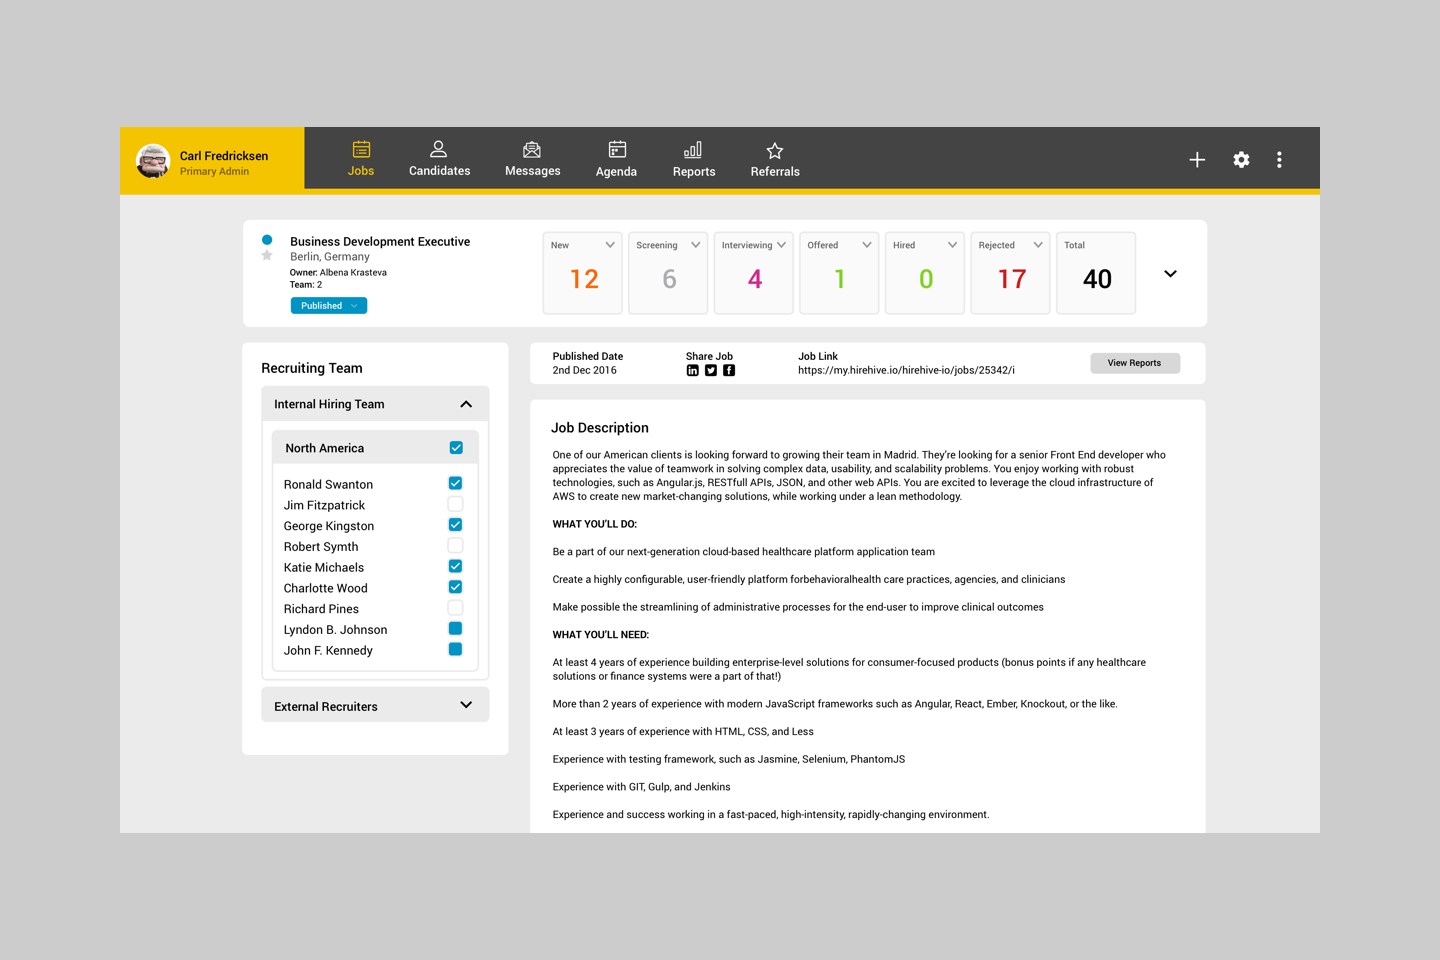 Carl Fredricksen
Primary Admin
Jobs
Candidates
Messages
Agenda
Reports
Referrals
Business Development Executive
Berlin, Germany
Owner: Albena Krasteva
Team: 2
Published
New
12
Screening
6
Interviewing
4
Offered
1
Hired
0
Rejected
17
Total
40
Recruiting Team
Internal Hiring Team
North America
Ronald Swanton
Jim Fitzpatrick
George Kingston
Robert Symth
Katie Michaels
Charlotte Wood
Richard Pines
Lyndon B. Johnson
John F. Kennedy
External Recruiters
Published Date
2nd Dec 2016
Share Job
Job Link
https://my.hirehive.io/hirehive-io/jobs/25342/i
View Reports
Job Description
One of our American clients is looking forward to growing their team in Madrid. They’re looking for a senior Front End developer who
appreciates the value of teamwork in solving complex data, usability, and scalability problems. You enjoy working with robust
technologies, such as Angular.js, RESTfull APIs, JSON, and other web APIs. You are excited to leverage the cloud infrastructure of
AWS to create new market-changing solutions, while working under a lean methodology.
WHAT YOU’LL DO:
Be a part of our next-generation cloud-based healthcare platform application team
Create a highly configurable, user-friendly platform forbehavioralhealth care practices, agencies, and clinicians
Make possible the streamlining of administrative processes for the end-user to improve clinical outcomes
WHAT YOU’LL NEED:
At least 4 years of experience building enterprise-level solutions for consumer-focused products (bonus points if any healthcare
solutions or finance systems were a part of that!)
More than 2 years of experience with modern JavaScript frameworks such as Angular, React, Ember, Knockout, or the like.
At least 3 years of experience with HTML, CSS, and Less
Experience with testing framework, such as Jasmine, Selenium, PhantomJS
Experience with GIT, Gulp, and Jenkins
Experience and success working in a fast-paced, high-intensity, rapidly-changing environment.